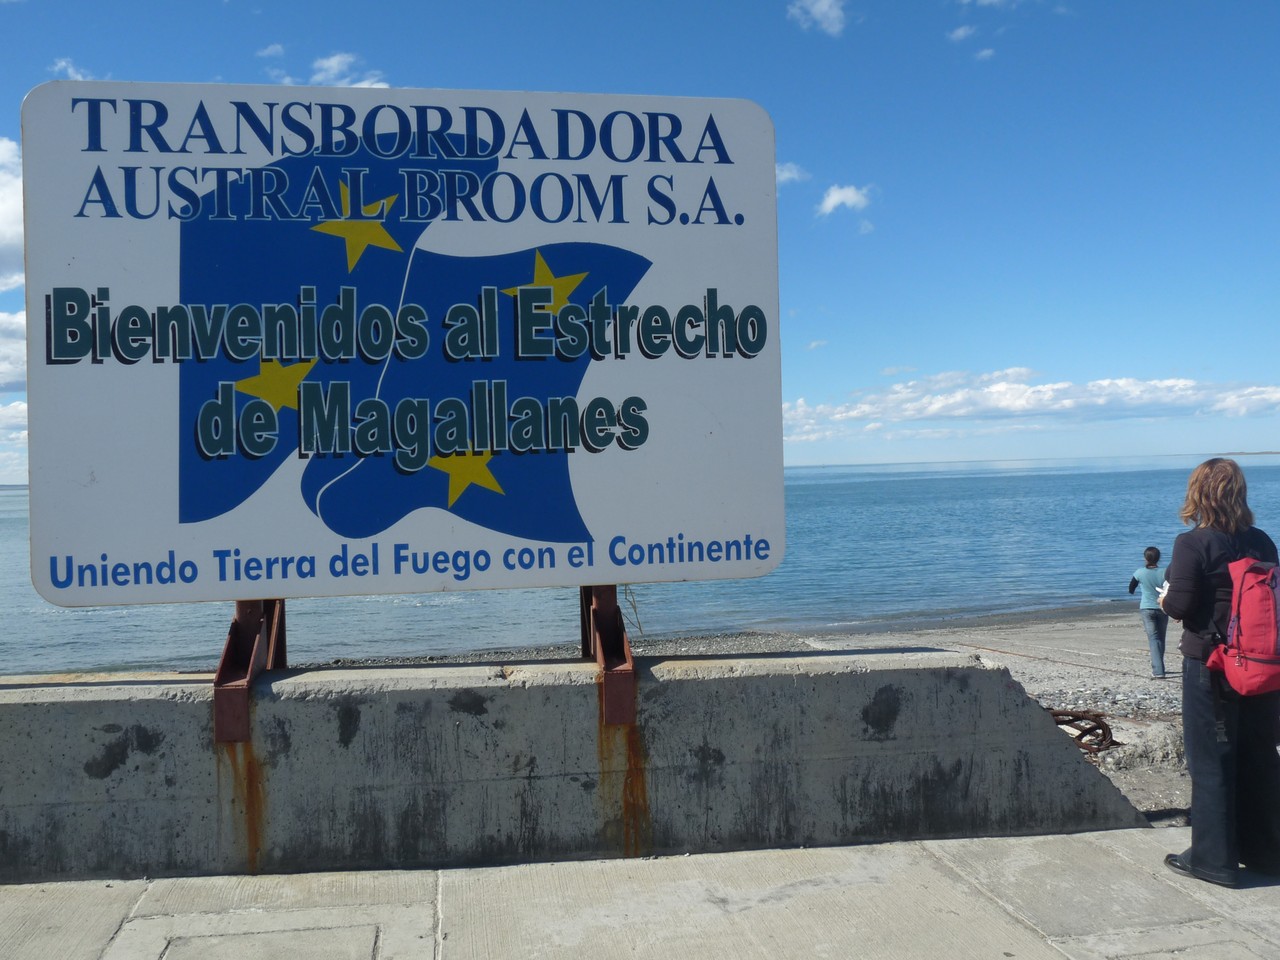 TRANSBORDADORA
AUSTRAL BROOM S.A.
Bienvenidos al Estrecho
de Magallanes
Uniendo Tierra del Fuego con el Continente